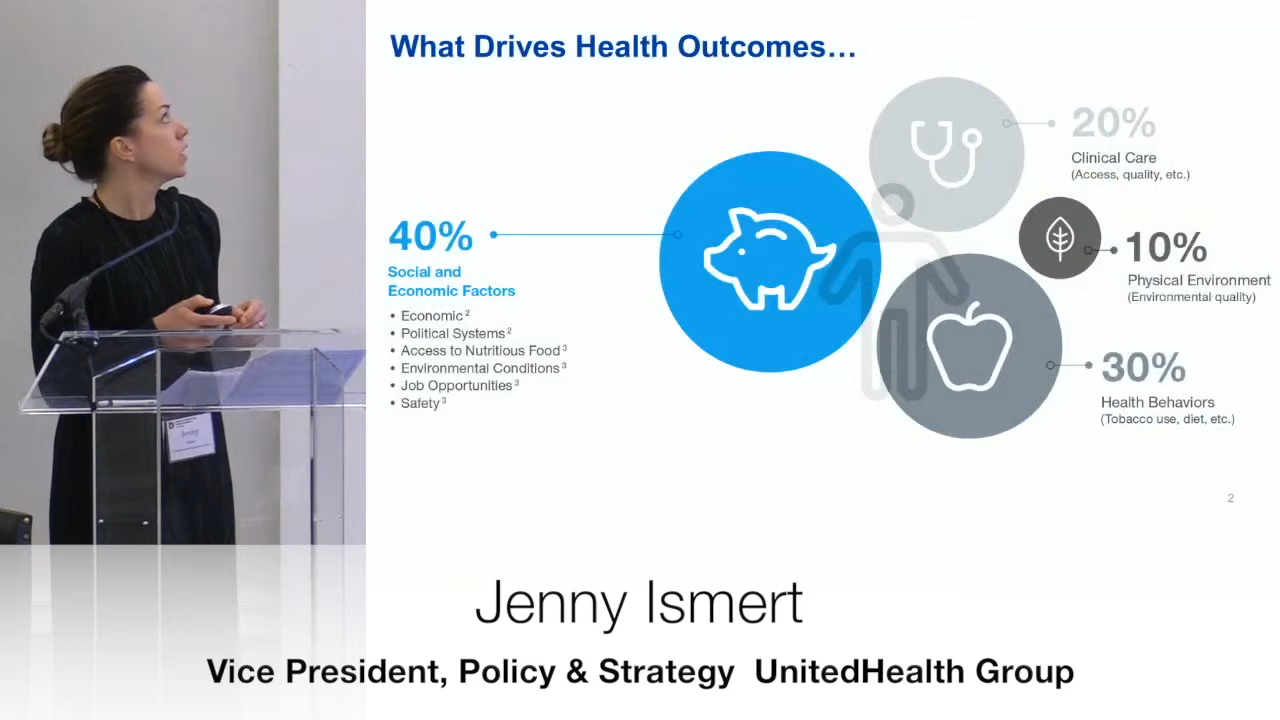 What Drives Health Outcomes…
20%
Clinical Care
(Access, quality, etc.)
40%
Social and
Economic Factors
• Economic²
• Political Systems²
• Access to Nutritious Food³
• Environmental Conditions³
• Job Opportunities³
• Safety³
10%
Physical Environment
(Environmental quality)
30%
Health Behaviors
(Tobacco use, diet, etc.)
2
Jenny
Jenny Ismert
Vice President, Policy & Strategy UnitedHealth Group